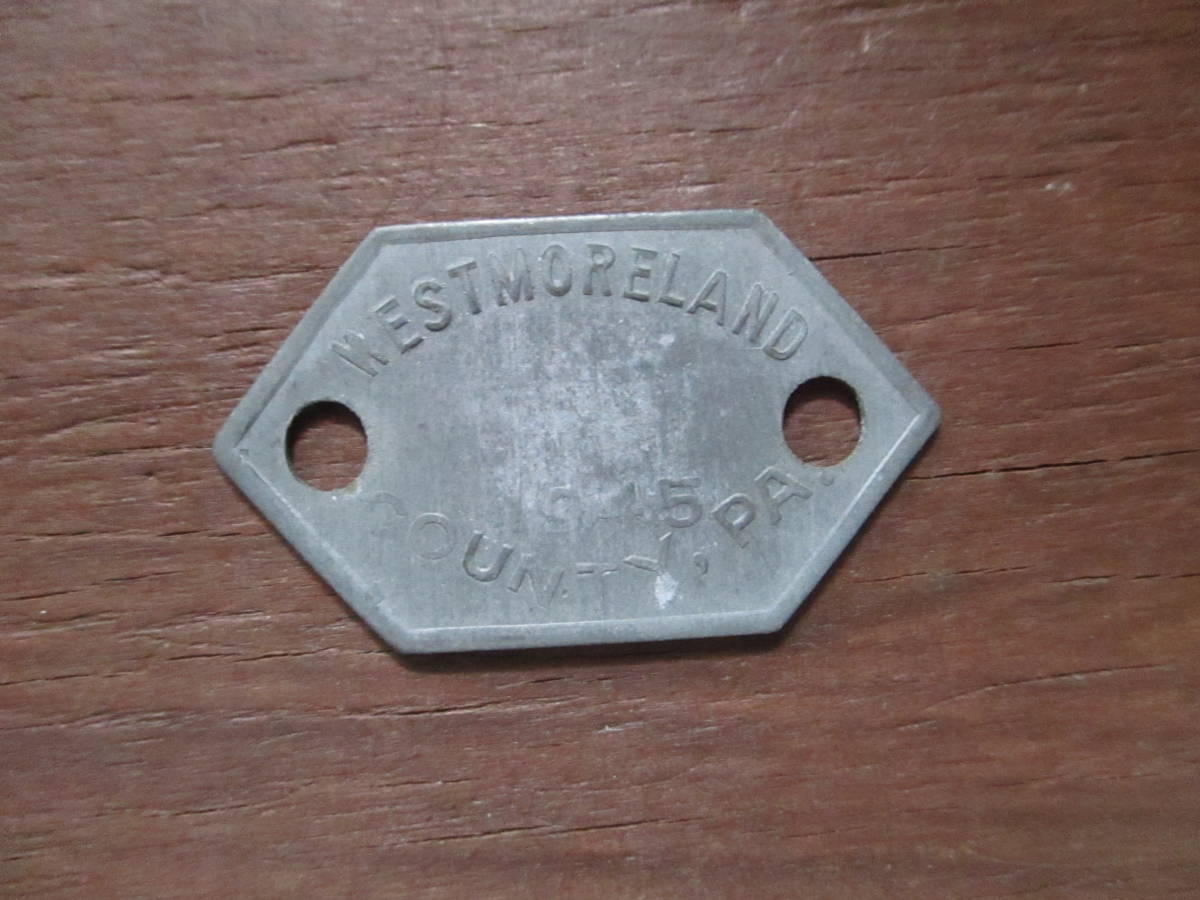 WESTMORELAND
1945
COUNTY, PA.